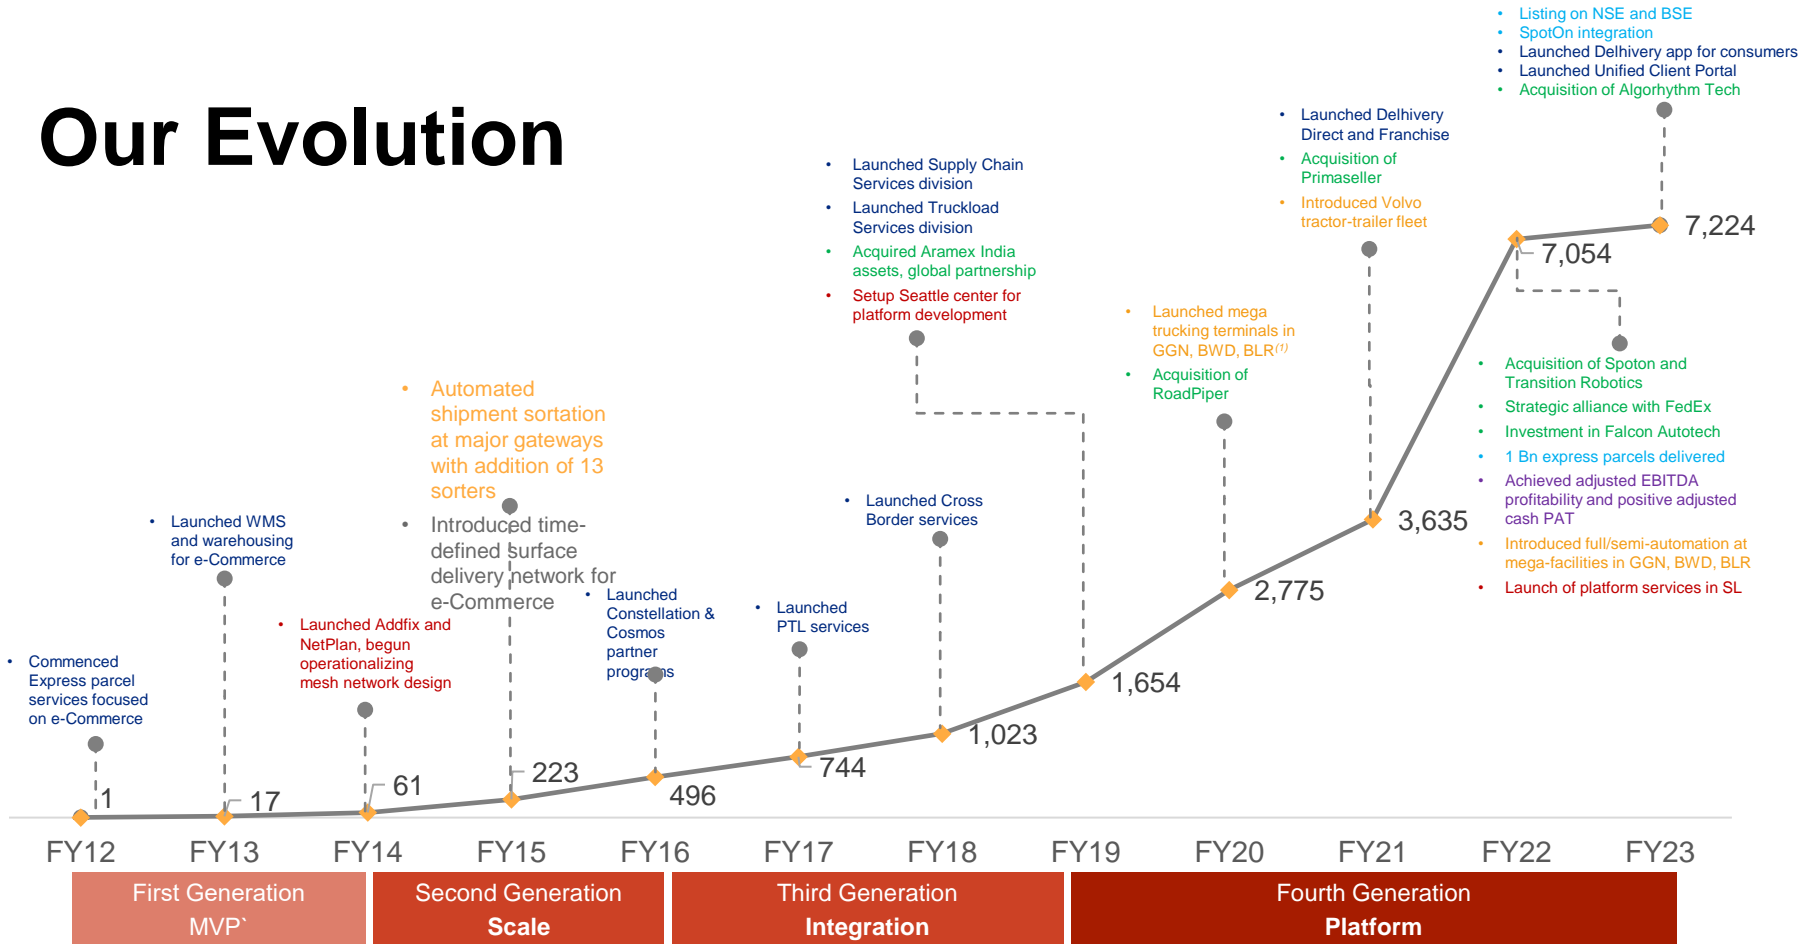 Our Evolution
• Commenced
Express parcel
services focused
on e-Commerce
• Launched WMS
and warehousing
for e-Commerce
• Launched Addfix and
NetPlan, begun
operationalizing
mesh network design
• Automated
shipment sortation
at major gateways
with addition of 13
sorters
• Introduced time-
defined surface
delivery network for
e-Commerce
• Launched
Constellation &
Cosmos
partner
programs
• Launched
PTL services
• Launched Cross
Border services
• Launched Supply Chain
Services division
• Launched Truckload
Services division
• Acquired Aramex India
assets, global partnership
• Setup Seattle center for
platform development
• Launched mega
trucking terminals in
GGN, BWD, BLR(1)
• Acquisition of
RoadPiper
• Launched Delhivery
Direct and Franchise
• Acquisition of
Primaseller
• Introduced Volvo
tractor-trailer fleet
• Listing on NSE and BSE
• SpotOn integration
• Launched Delhivery app for consumers
• Launched Unified Client Portal
• Acquisition of Algorhythm Tech
• Acquisition of Spoton and
Transition Robotics
• Strategic alliance with FedEx
• Investment in Falcon Autotech
• 1 Bn express parcels delivered
• Achieved adjusted EBITDA
profitability and positive adjusted
cash PAT
• Introduced full/semi-automation at
mega-facilities in GGN, BWD, BLR
• Launch of platform services in SL
1
17
61
223
496
744
1,023
1,654
2,775
3,635
7,054
7,224
FY12 FY13 FY14 FY15 FY16 FY17 FY18 FY19 FY20 FY21 FY22 FY23
First Generation
MVP`
Second Generation
Scale
Third Generation
Integration
Fourth Generation
Platform